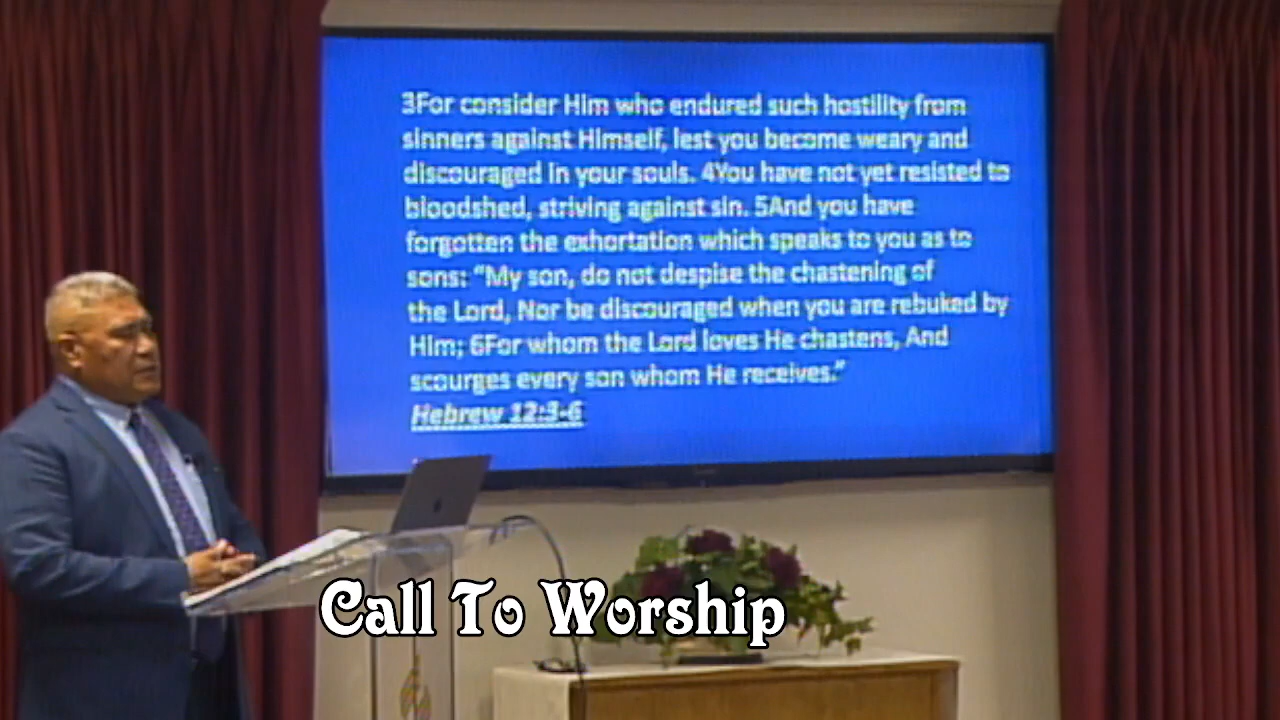 3For consider Him who endured such hostility from
sinners against Himself, lest you become weary and
discouraged in your souls. 4You have not yet resisted to
bloodshed, striving against sin. 5And you have
forgotten the exhortation which speaks to you as to
sons: “My son, do not despise the chastening of
the Lord, Nor be discouraged when you are rebuked by
Him; 6For whom the Lord loves He chastens, And
scourges every son whom He receives.”
Hebrew 12:3-6
Call To Worship